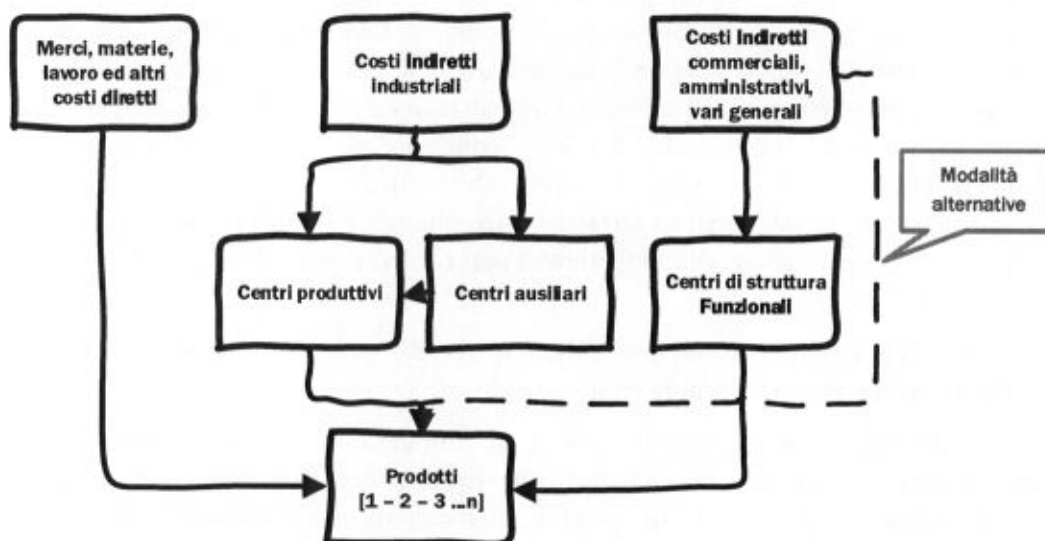 Merci, materie,
lavoro ed altri
costi diretti
Costi indiretti
industriali
Costi indiretti
commerciali,
amministrativi,
vari generali
Modalità
alternative
Centri produttivi
Centri ausiliari
Centri di struttura
Funzionali
Prodotti
[1 – 2 – 3 ...n]